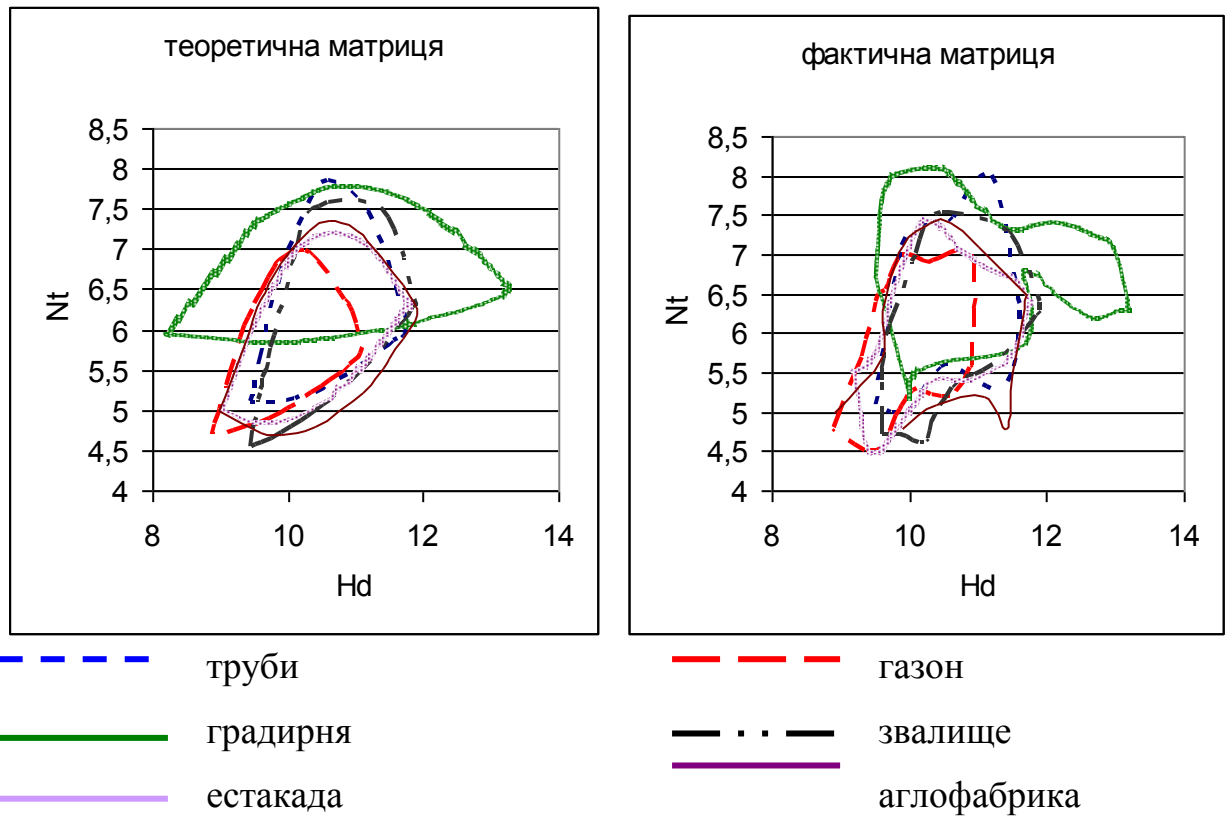 теоретична матриця
8,5
8
7,5
7
6,5
6
5,5
5
4,5
4
Nt
8 10 12 14
Hd
фактична матриця
8,5
8
7,5
7
6,5
6
5,5
5
4,5
4
Nt
8 10 12 14
Hd
труби
градирня
естакада
газон
звалище
аглофабрика